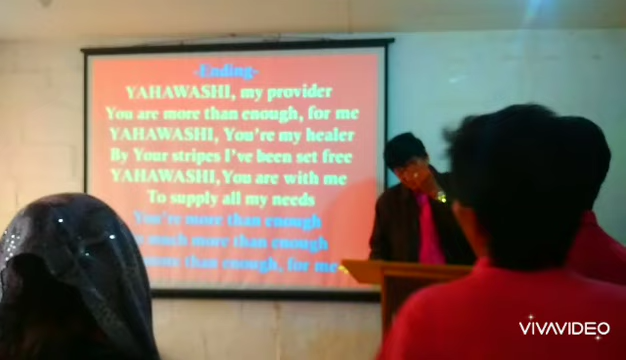 -Ending-
YAHAWASHI, my provider
You are more than enough, for me
YAHAWASHI, You're my healer
By Your stripes I've been set free
YAHAWASHI,You are with me
To supply all my needs
You're more than enough
much more than enough
more than enough, for me
VIVAVIDEO